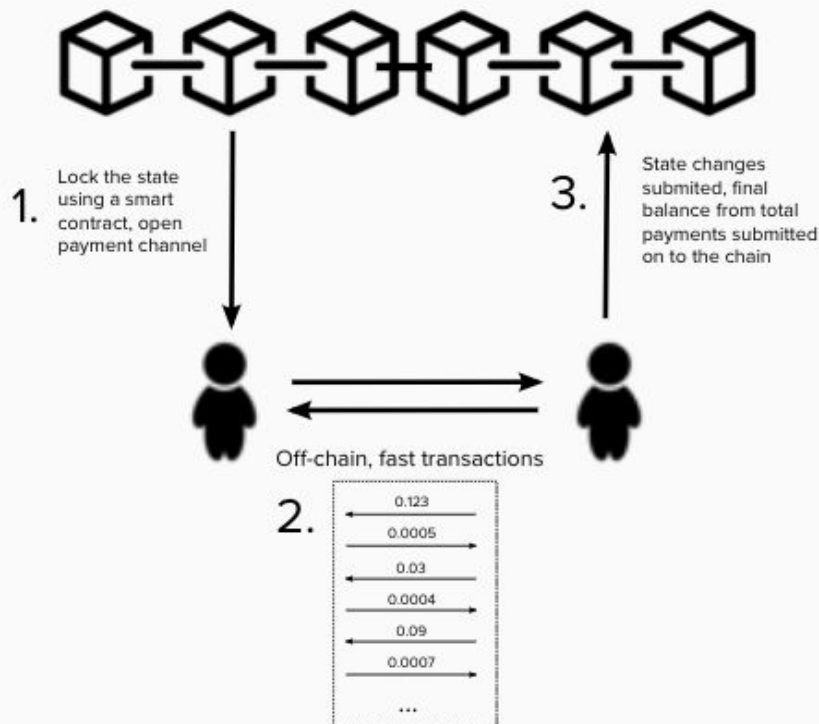 1.
Lock the state
using a smart
contract, open
payment channel
3.
State changes
submited, final
balance from total
payments submitted
on to the chain
Off-chain, fast transactions
2.
0.123
0.0005
0.03
0.0004
0.09
0.0007
...